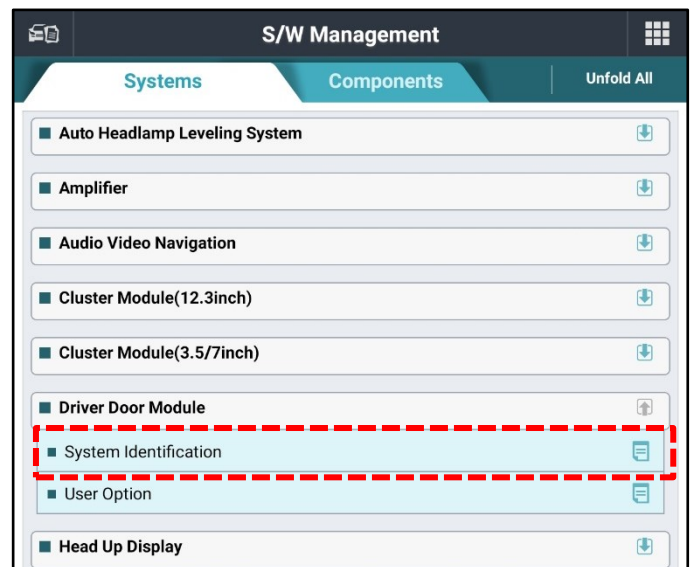 S/W Management
Systems
Components
Unfold All
Auto Headlamp Leveling System
Amplifier
Audio Video Navigation
Cluster Module(12.3inch)
Cluster Module(3.5/7inch)
Driver Door Module
System Identification
User Option
Head Up Display